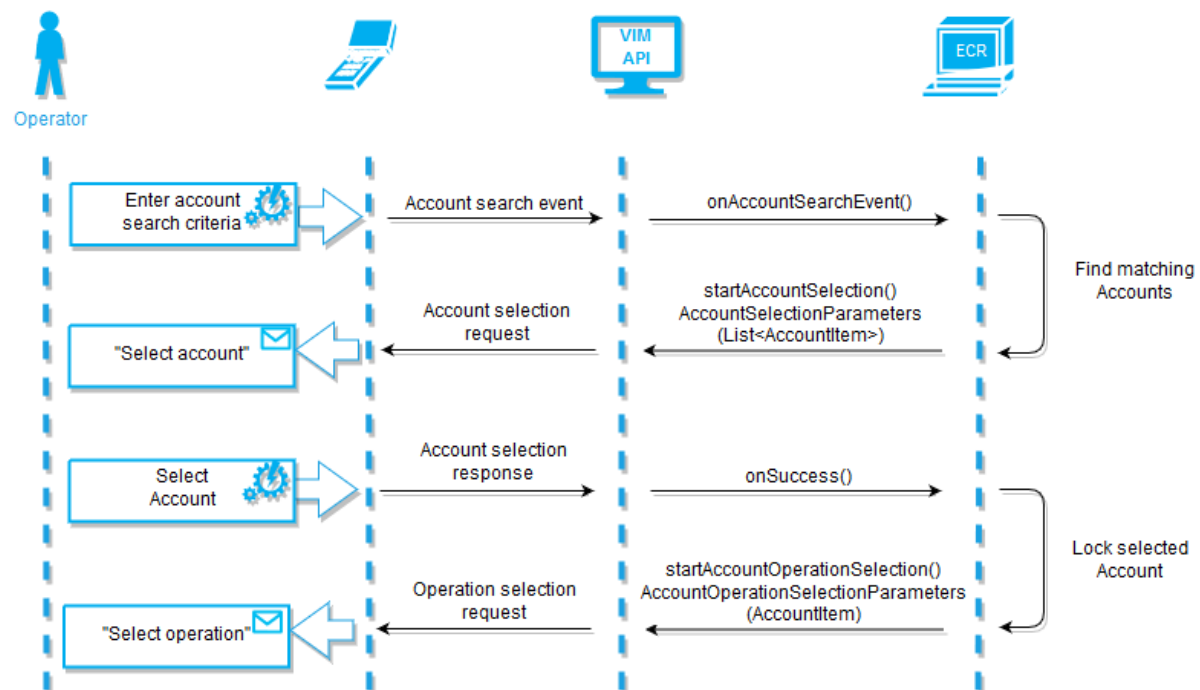 VIM
API
ECR
Operator
Enter account
search criteria
Account search event
onAccountSearchEvent()
Find matching
Accounts
startAccountSelection()
AccountSelectionParameters
(List<AccountItem>)
Account selection
request
"Select account"
Select
Account
Account selection
response
onSuccess()
Lock selected
Account
startAccountOperationSelection()
AccountOperationSelectionParameters
(AccountItem)
Operation selection
request
"Select operation"